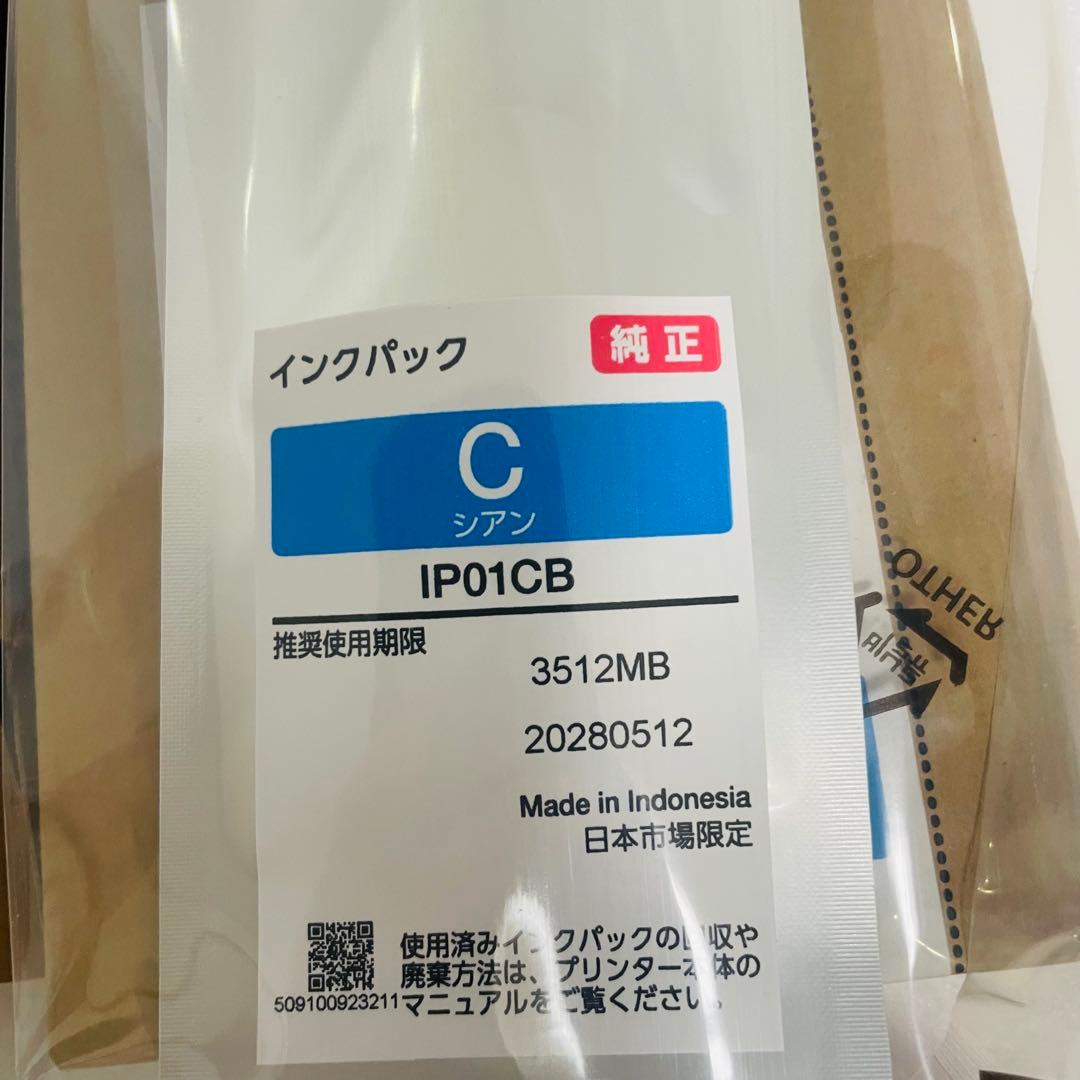 インクパック
純正
C
シアン
IP01CB
推奨使用期限
3512MB
20280512
Made in Indonesia
日本市場限定
使用済みインクパックの回収や
廃棄方法は、プリンター本体の
マニュアルをご覧ください。
509100923211
OTHER